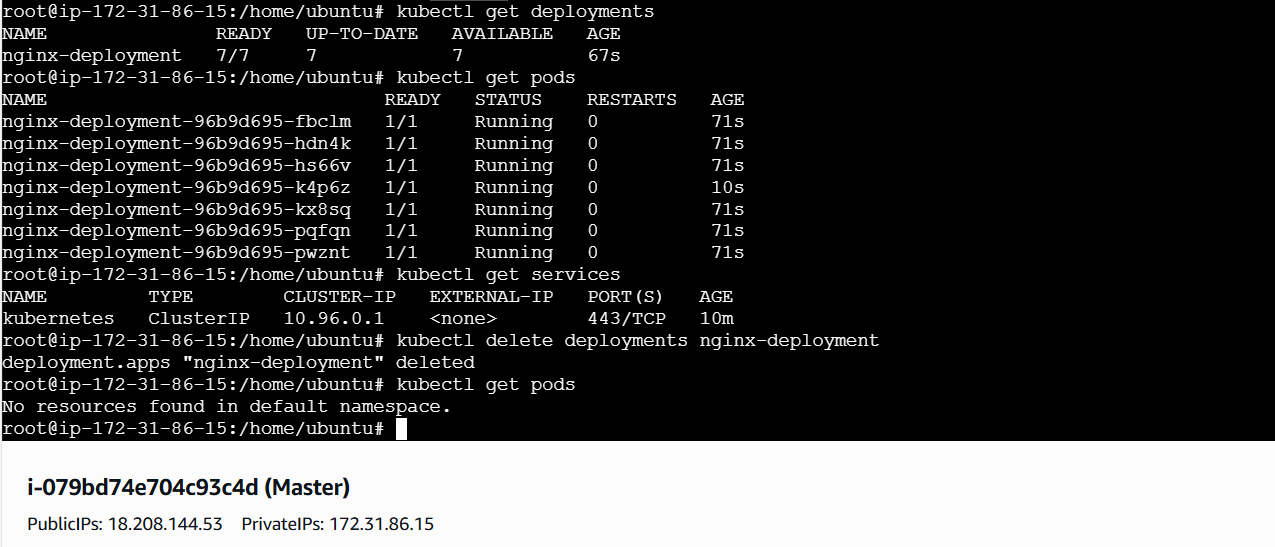 root@ip-172-31-86-15:/home/ubuntu# kubectl get deployments
NAME READY UP-TO-DATE AVAILABLE AGE
nginx-deployment 7/7 7 7 67s
root@ip-172-31-86-15:/home/ubuntu# kubectl get pods
NAME READY STATUS RESTARTS AGE
nginx-deployment-96b9d695-fbclm 1/1 Running 0 71s
nginx-deployment-96b9d695-hdn4k 1/1 Running 0 71s
nginx-deployment-96b9d695-hs66v 1/1 Running 0 71s
nginx-deployment-96b9d695-k4p6z 1/1 Running 0 10s
nginx-deployment-96b9d695-kx8sq 1/1 Running 0 71s
nginx-deployment-96b9d695-pqfqn 1/1 Running 0 71s
nginx-deployment-96b9d695-pwznt 1/1 Running 0 71s
root@ip-172-31-86-15:/home/ubuntu# kubectl get services
NAME TYPE CLUSTER-IP EXTERNAL-IP PORT(S) AGE
kubernetes ClusterIP 10.96.0.1 <none> 443/TCP 10m
root@ip-172-31-86-15:/home/ubuntu# kubectl delete deployments nginx-deployment
deployment.apps "nginx-deployment" deleted
root@ip-172-31-86-15:/home/ubuntu# kubectl get pods
No resources found in default namespace.
root@ip-172-31-86-15:/home/ubuntu#
i-079bd74e704c93c4d (Master)
PublicIPs: 18.208.144.53 PrivateIPs: 172.31.86.15